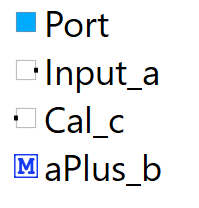 Port
Input_a
Cal_c
M aPlus_b